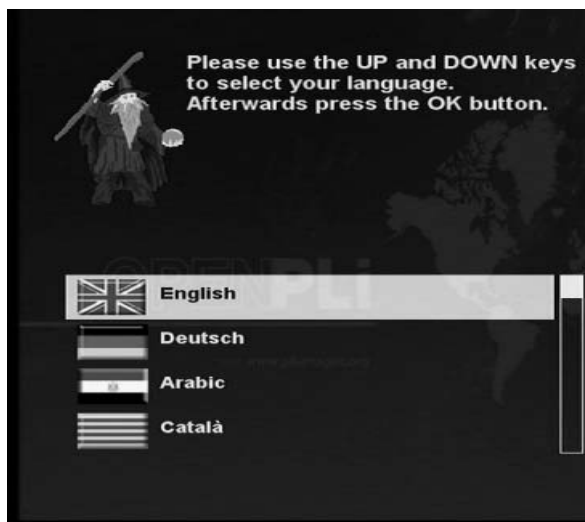 Please use the UP and DOWN keys
to select your language.
Afterwards press the OK button.
OPENPLi
English
Deutsch
Arabic
Català